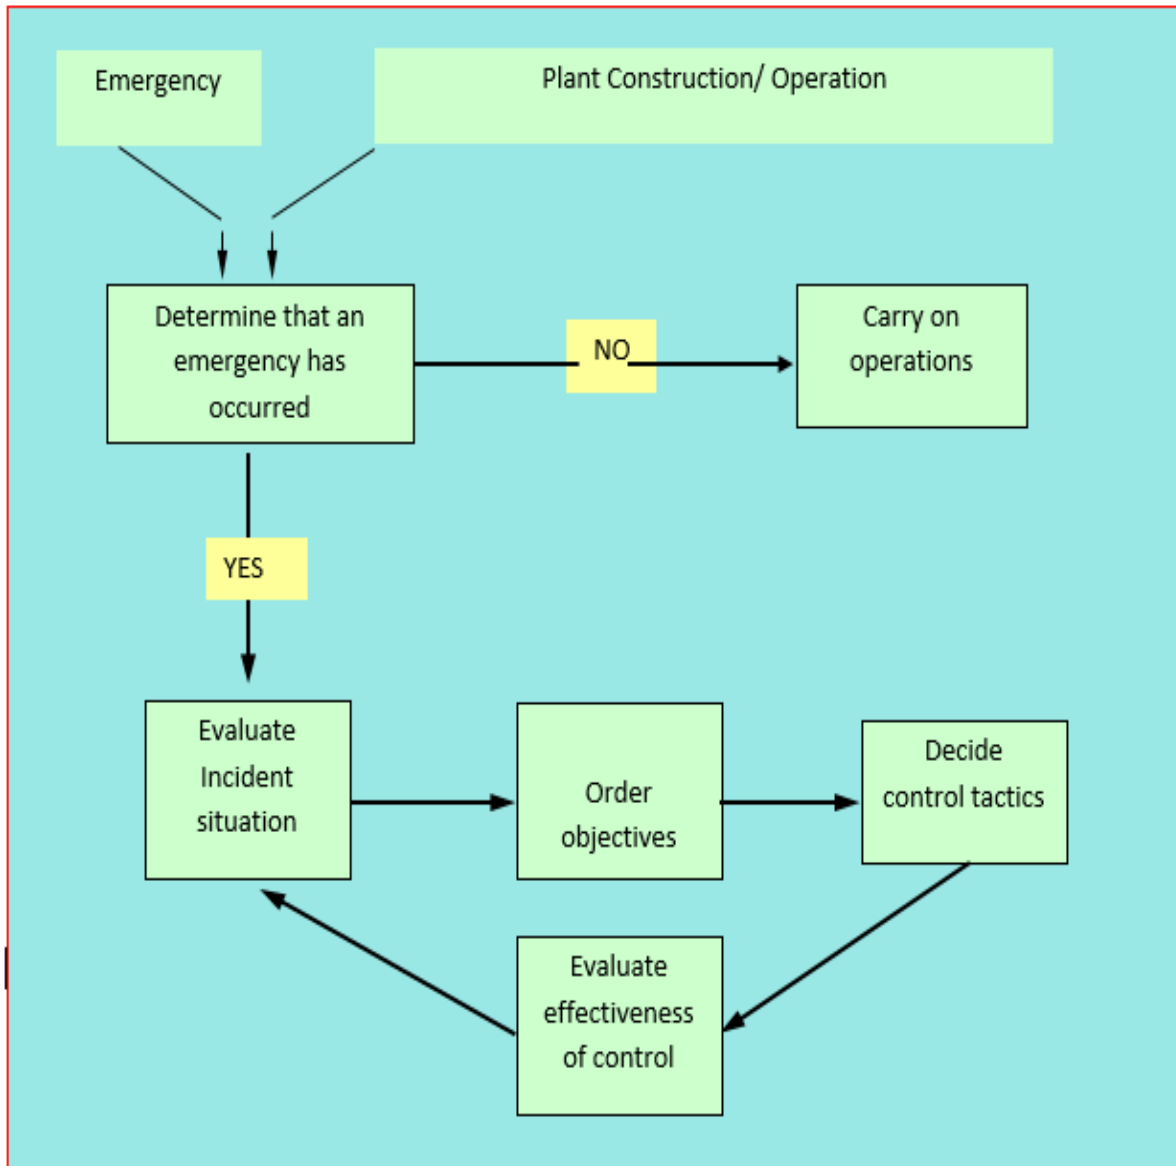 Emergency
Plant Construction/ Operation
Determine that an
emergency has
occurred
NO
Carry on
operations
YES
Evaluate
Incident
situation
Order
objectives
Decide
control tactics
Evaluate
effectiveness
of control